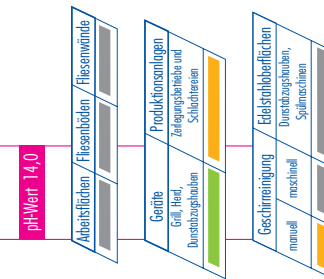 pH-Wert 14,0
Arbeitsflächen
Fliesenböden
Fliesenwände
Geräte
Grill, Herd,
Dunstabzugshauben
Produktionsanlagen
Zerlegungsbetriebe und
Schlachtereien
Geschirrreinigung
manuell
maschinell
Edelstahloberflächen
Dunstabzugshauben,
Spülmaschinen